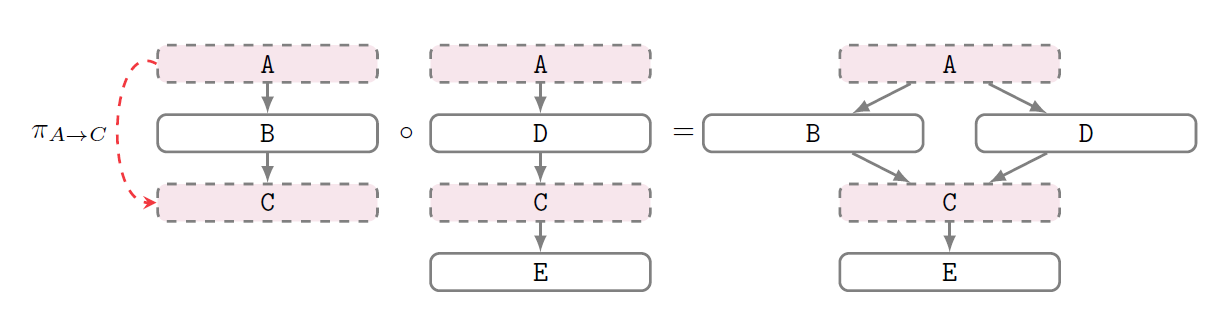 A A A
π_{A→C} B ∘ D = B D
C C C
E E